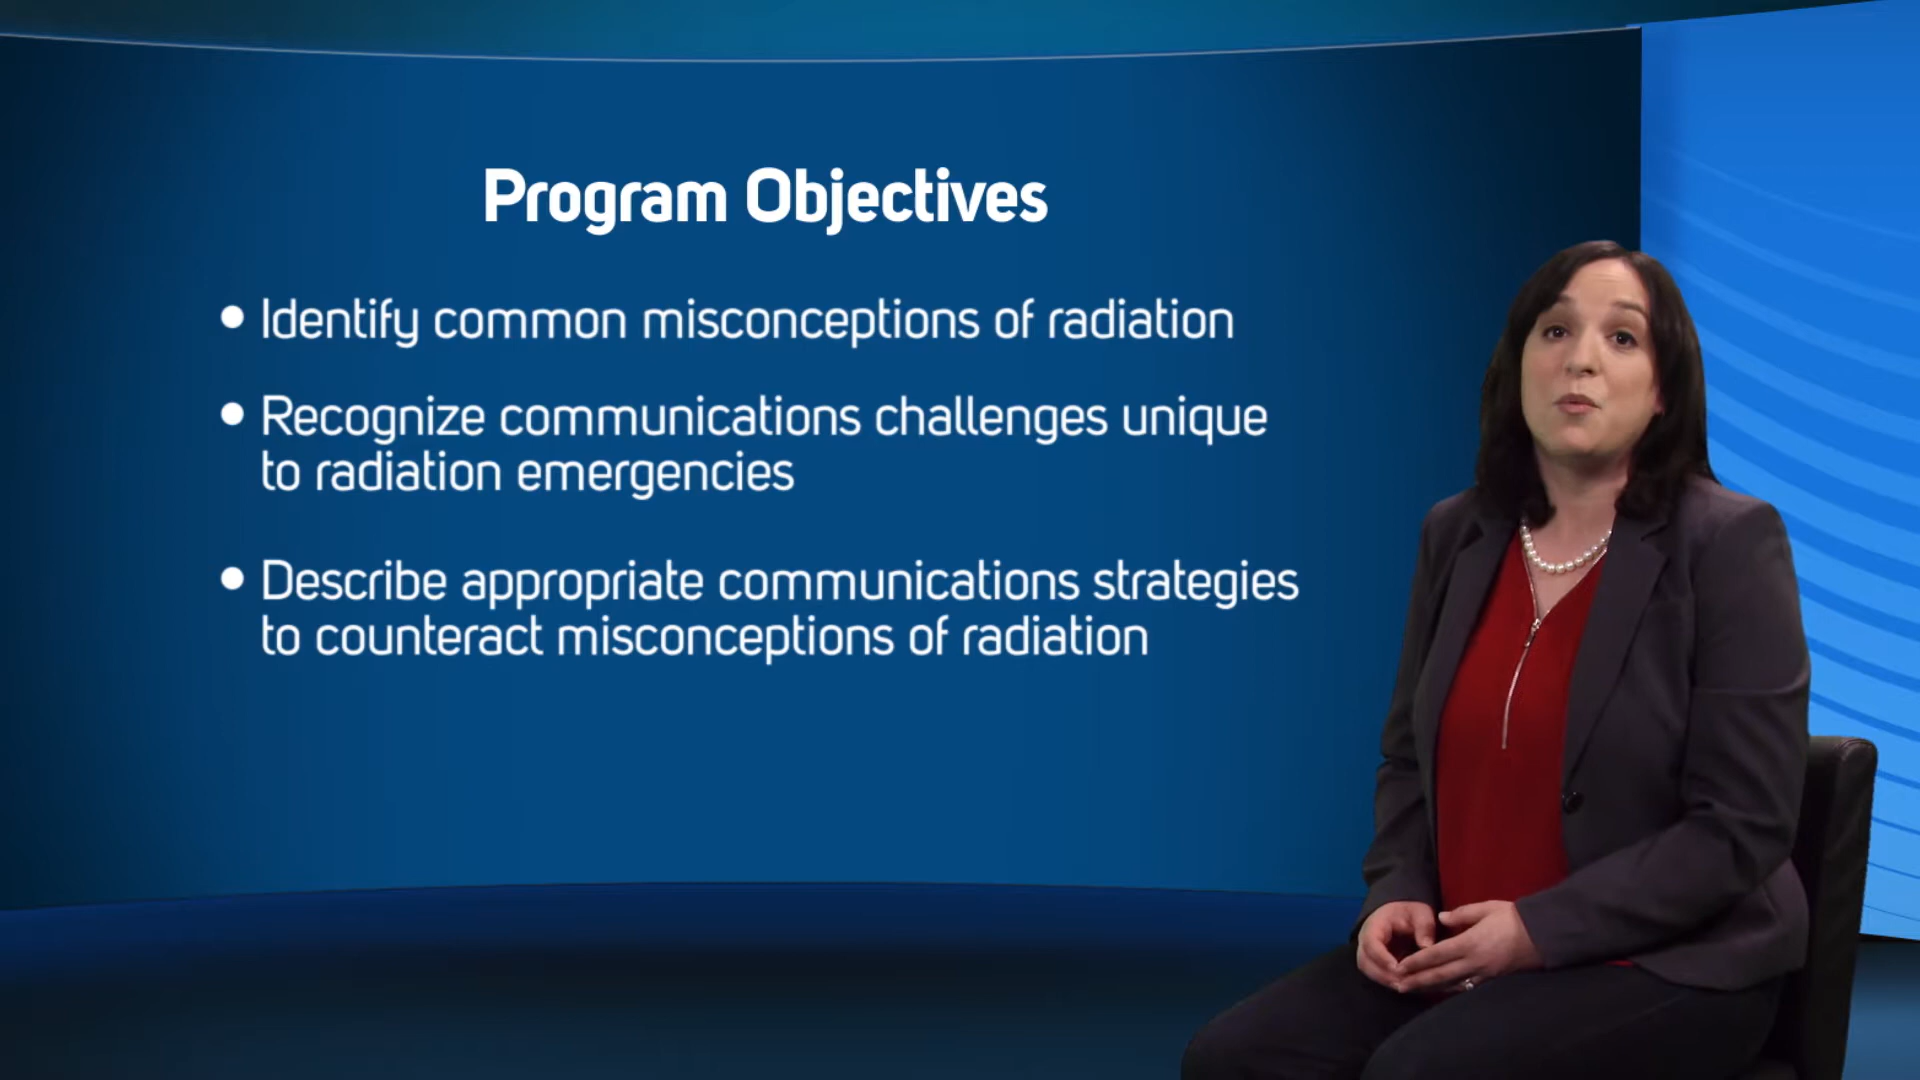 Program Objectives
• Identify common misconceptions of radiation
• Recognize communications challenges unique
to radiation emergencies
• Describe appropriate communications strategies
to counteract misconceptions of radiation